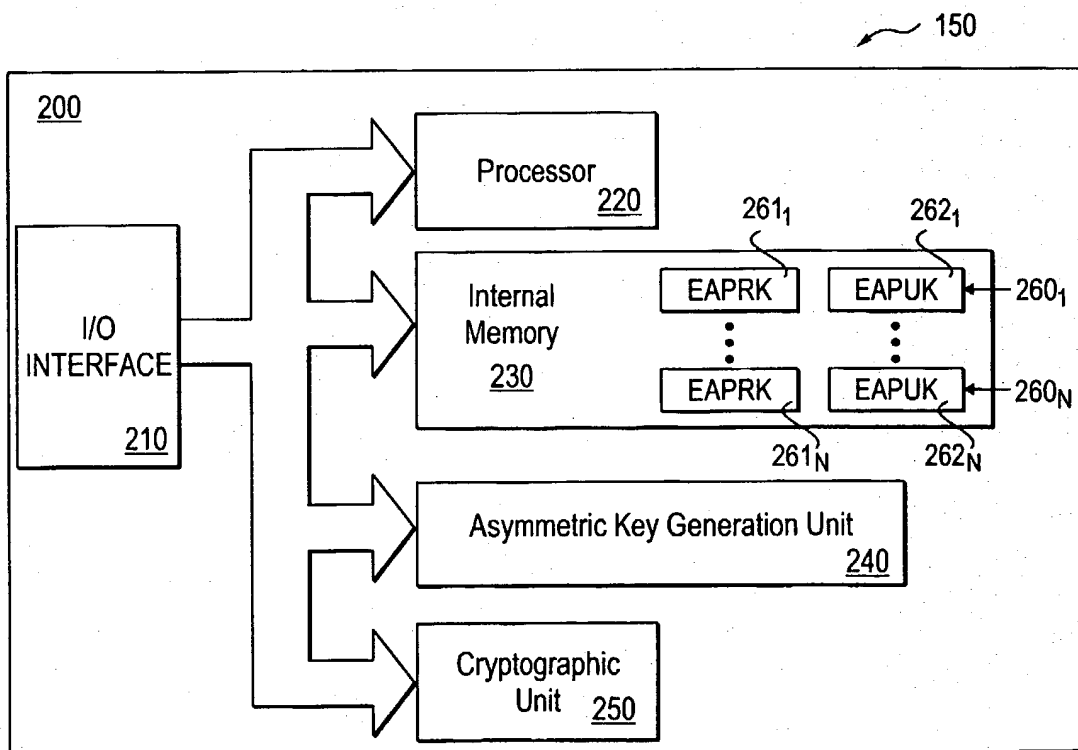 150
200
Processor
220
261₁
262₁
I/O
INTERFACE
210
Internal
Memory
230
EAPRK
EAPUK
260₁
EAPRK
EAPUK
260N
261N
262N
Asymmetric Key Generation Unit
240
Cryptographic
Unit
250